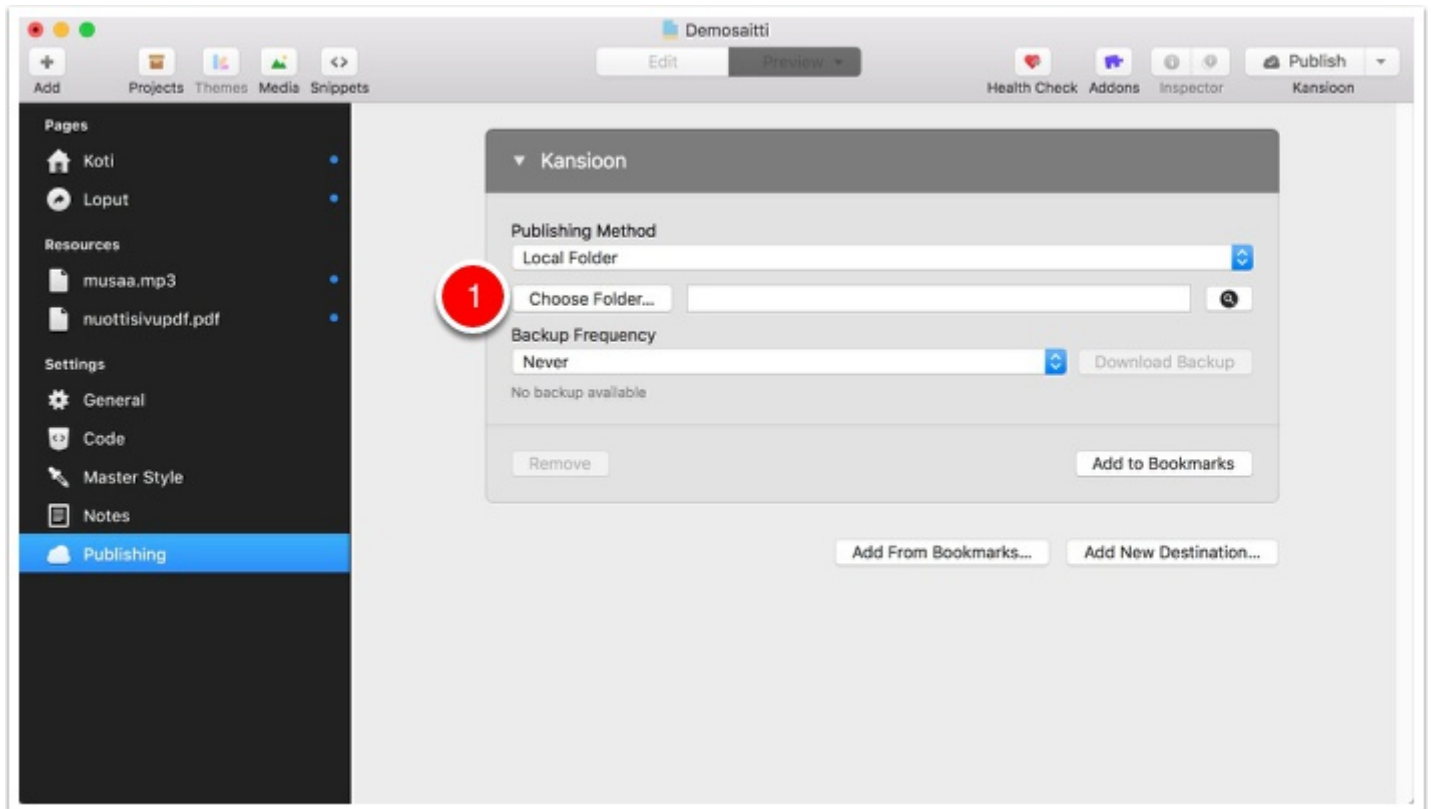 Demosaitti
Edit Preview
Publish
Add Projects Themes Media Snippets Health Check Addons Inspector Kansioon
Pages
Koti
Loput
Resources
musaa.mp3
nuottisivupdf.pdf
Settings
General
Code
Master Style
Notes
Publishing
Kansioon
Publishing Method
Local Folder
1
Choose Folder...
Backup Frequency
Never
Download Backup
No backup available
Remove
Add to Bookmarks
Add From Bookmarks...
Add New Destination...